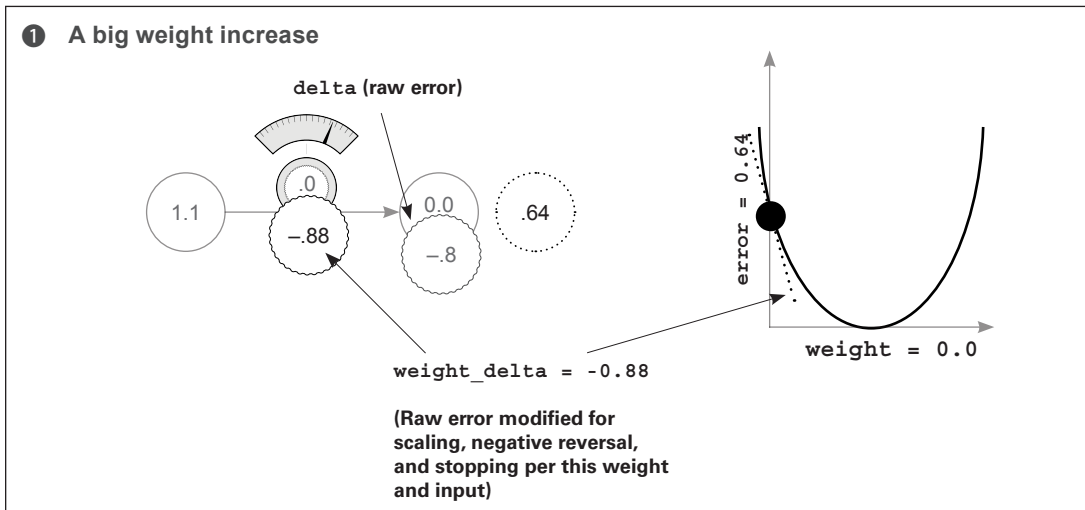 ❶ A big weight increase
delta (raw error)
.0
1.1
0.0
.64
–.88
–.8
error = 0.64
weight = 0.0
weight_delta = -0.88
(Raw error modified for
scaling, negative reversal,
and stopping per this weight
and input)